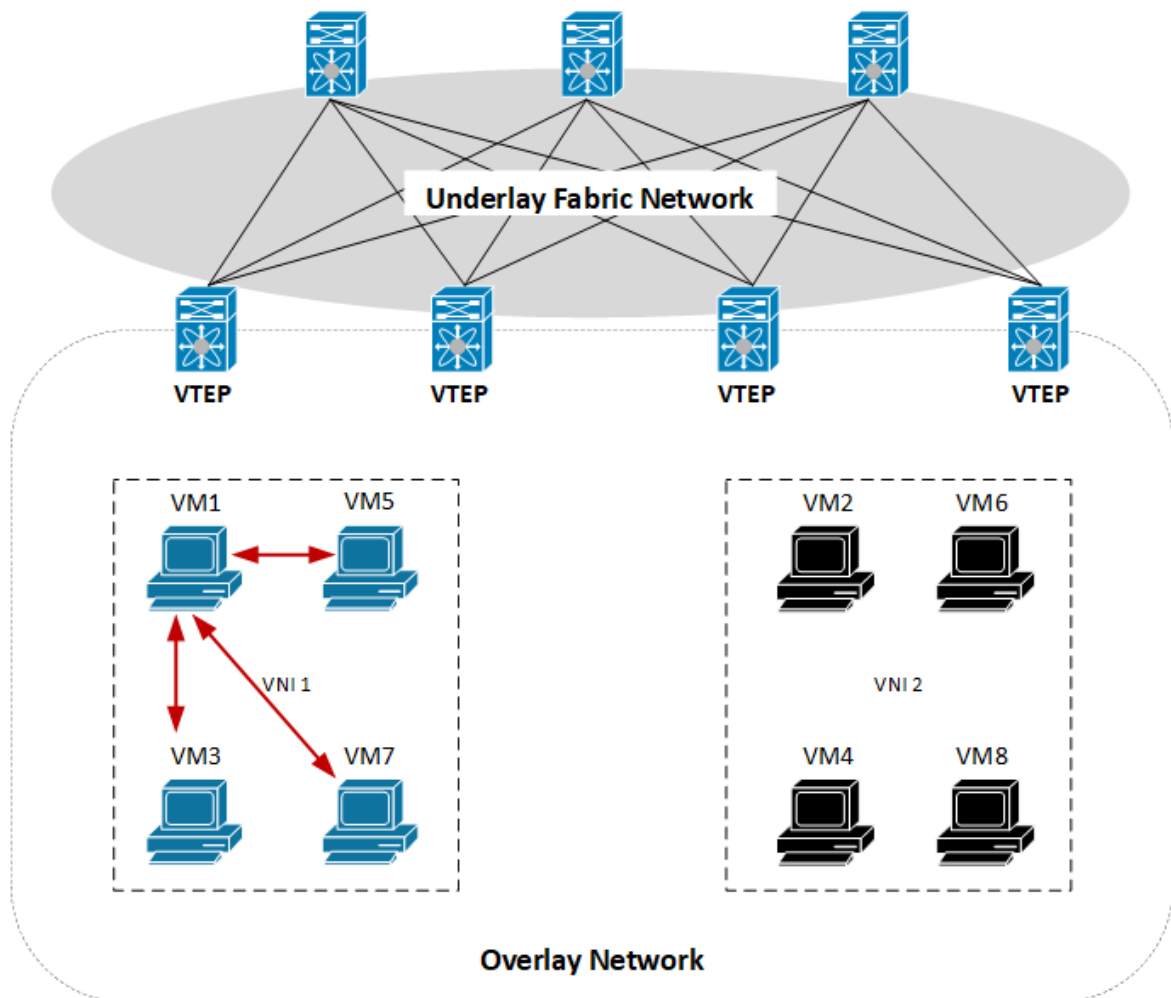 Underlay Fabric Network
VTEP
VTEP
VTEP
VTEP
VM1
VM5
VM2
VM6
VNI 1
VNI 2
VM3
VM7
VM4
VM8
Overlay Network